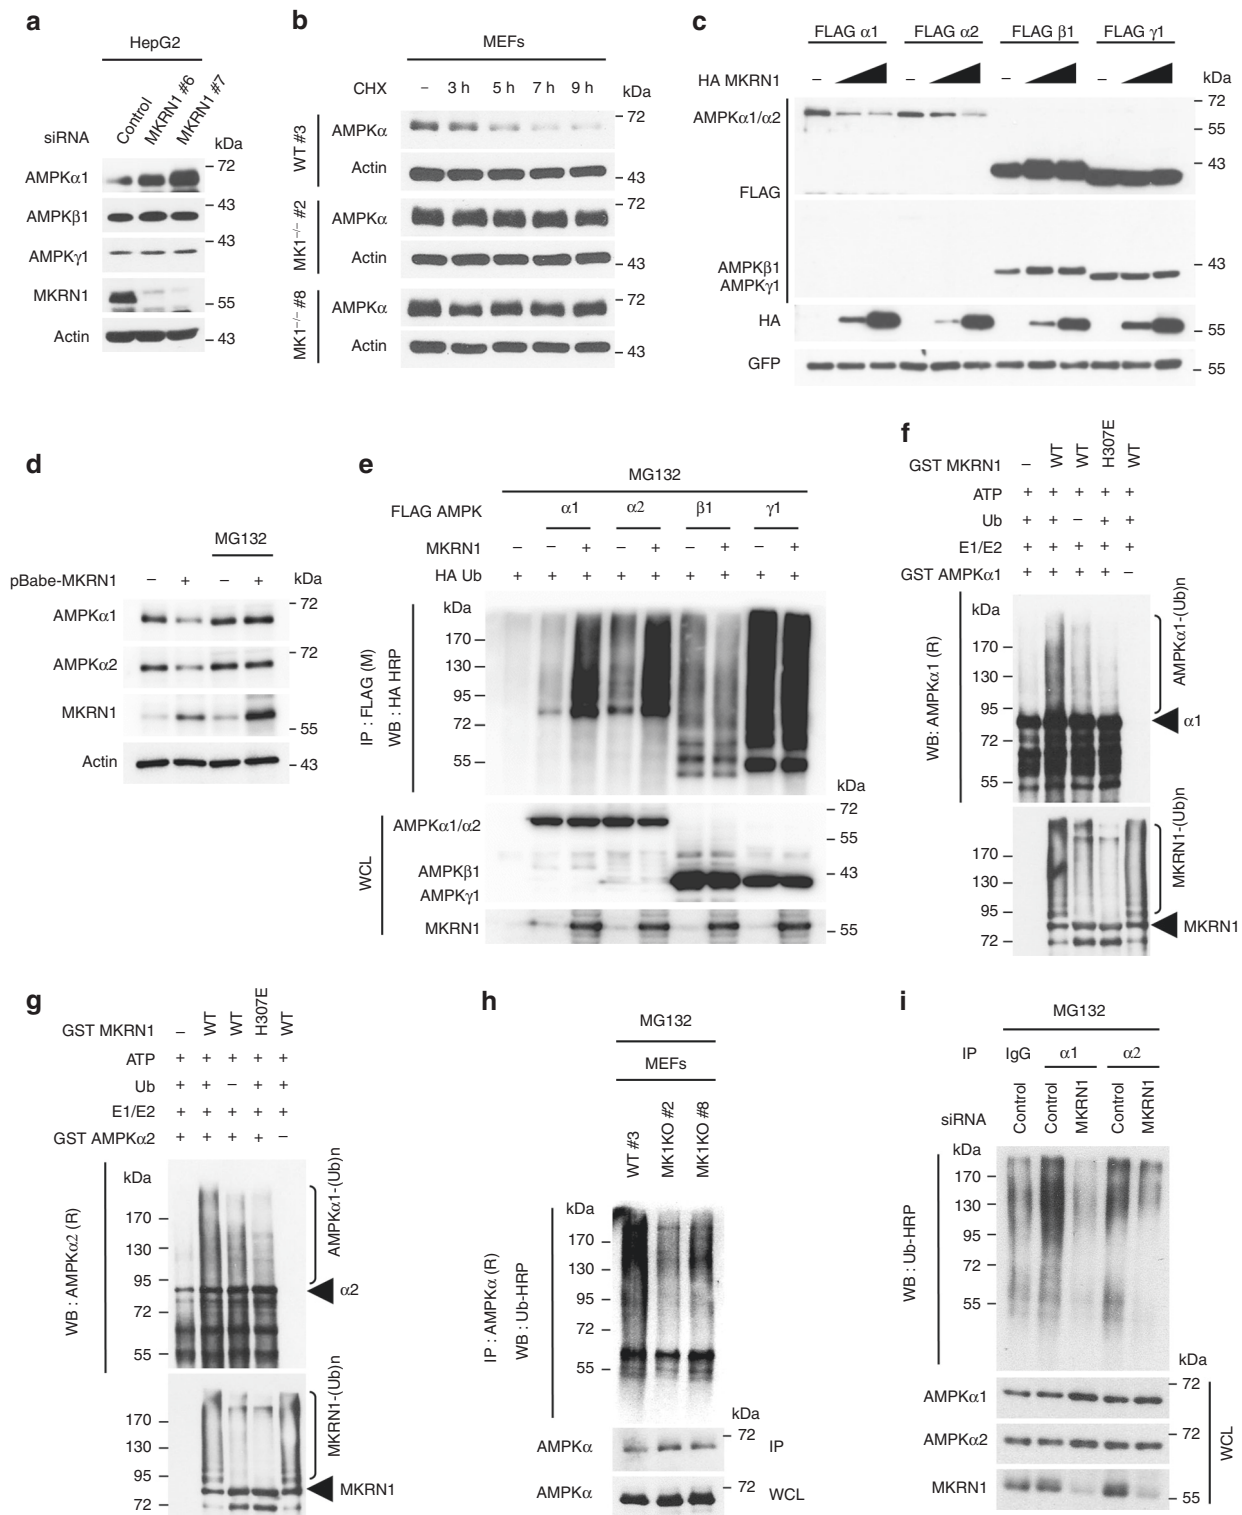 a
HepG2
siRNA
Control
MKRN1 #6
MKRN1 #7
kDa
AMPKα1
– 72
AMPKβ1
– 43
AMPKγ1
– 43
MKRN1
– 55
Actin
– 43
b
MEFs
CHX – 3 h 5 h 7 h 9 h kDa
WT #3
AMPKα
– 72
Actin
– 43
MK1–/– #2
AMPKα
– 72
Actin
– 43
MK1–/– #8
AMPKα
– 72
Actin
– 43
c
FLAG α1 FLAG α2 FLAG β1 FLAG γ1
HA MKRN1 – – – –
kDa
AMPKα1/α2
– 72
– 55
– 43
FLAG
AMPKβ1
AMPKγ1
– 43
HA
– 55
GFP
– 55
d
MG132
pBabe-MKRN1 – + – + kDa
AMPKα1
– 72
AMPKα2
– 72
MKRN1
– 55
Actin
– 43
e
MG132
FLAG AMPK α1 α2 β1 γ1
MKRN1 – – + – + – + – +
HA Ub + + + + + + + + +
IP : FLAG (M)
WB : HA HRP
kDa
170 –
130 –
95 –
72 –
55 –
kDa
WCL
AMPKα1/α2
– 72
– 55
AMPKβ1
– 43
AMPKγ1
MKRN1
– 55
f
GST MKRN1 – WT WT H307E WT
ATP + + + + +
Ub + + – + +
E1/E2 + + + + +
GST AMPKα1 + + + + –
WB: AMPKα1 (R)
kDa
170 –
130 –
95 –
72 –
55 –
AMPKα1-(Ub)n
α1
170 –
130 –
95 –
72 –
MKRN1-(Ub)n
MKRN1
g
GST MKRN1 – WT WT H307E WT
ATP + + + + +
Ub + + – + +
E1/E2 + + + + +
GST AMPKα2 + + + + –
WB : AMPKα2 (R)
kDa
170 –
130 –
95 –
72 –
55 –
AMPKα1-(Ub)n
α2
170 –
130 –
95 –
72 –
MKRN1-(Ub)n
MKRN1
h
MG132
MEFs
WT #3
MK1KO #2
MK1KO #8
IP : AMPKα (R)
WB : Ub-HRP
kDa
170 –
130 –
95 –
72 –
55 –
kDa
AMPKα
– 72
IP
AMPKα
– 72
WCL
i
MG132
IP IgG α1 α2
siRNA Control Control MKRN1 Control MKRN1
WB : Ub-HRP
kDa
170 –
130 –
95 –
72 –
55 –
kDa
AMPKα1
– 72
AMPKα2
– 72
MKRN1
– 55
WCL